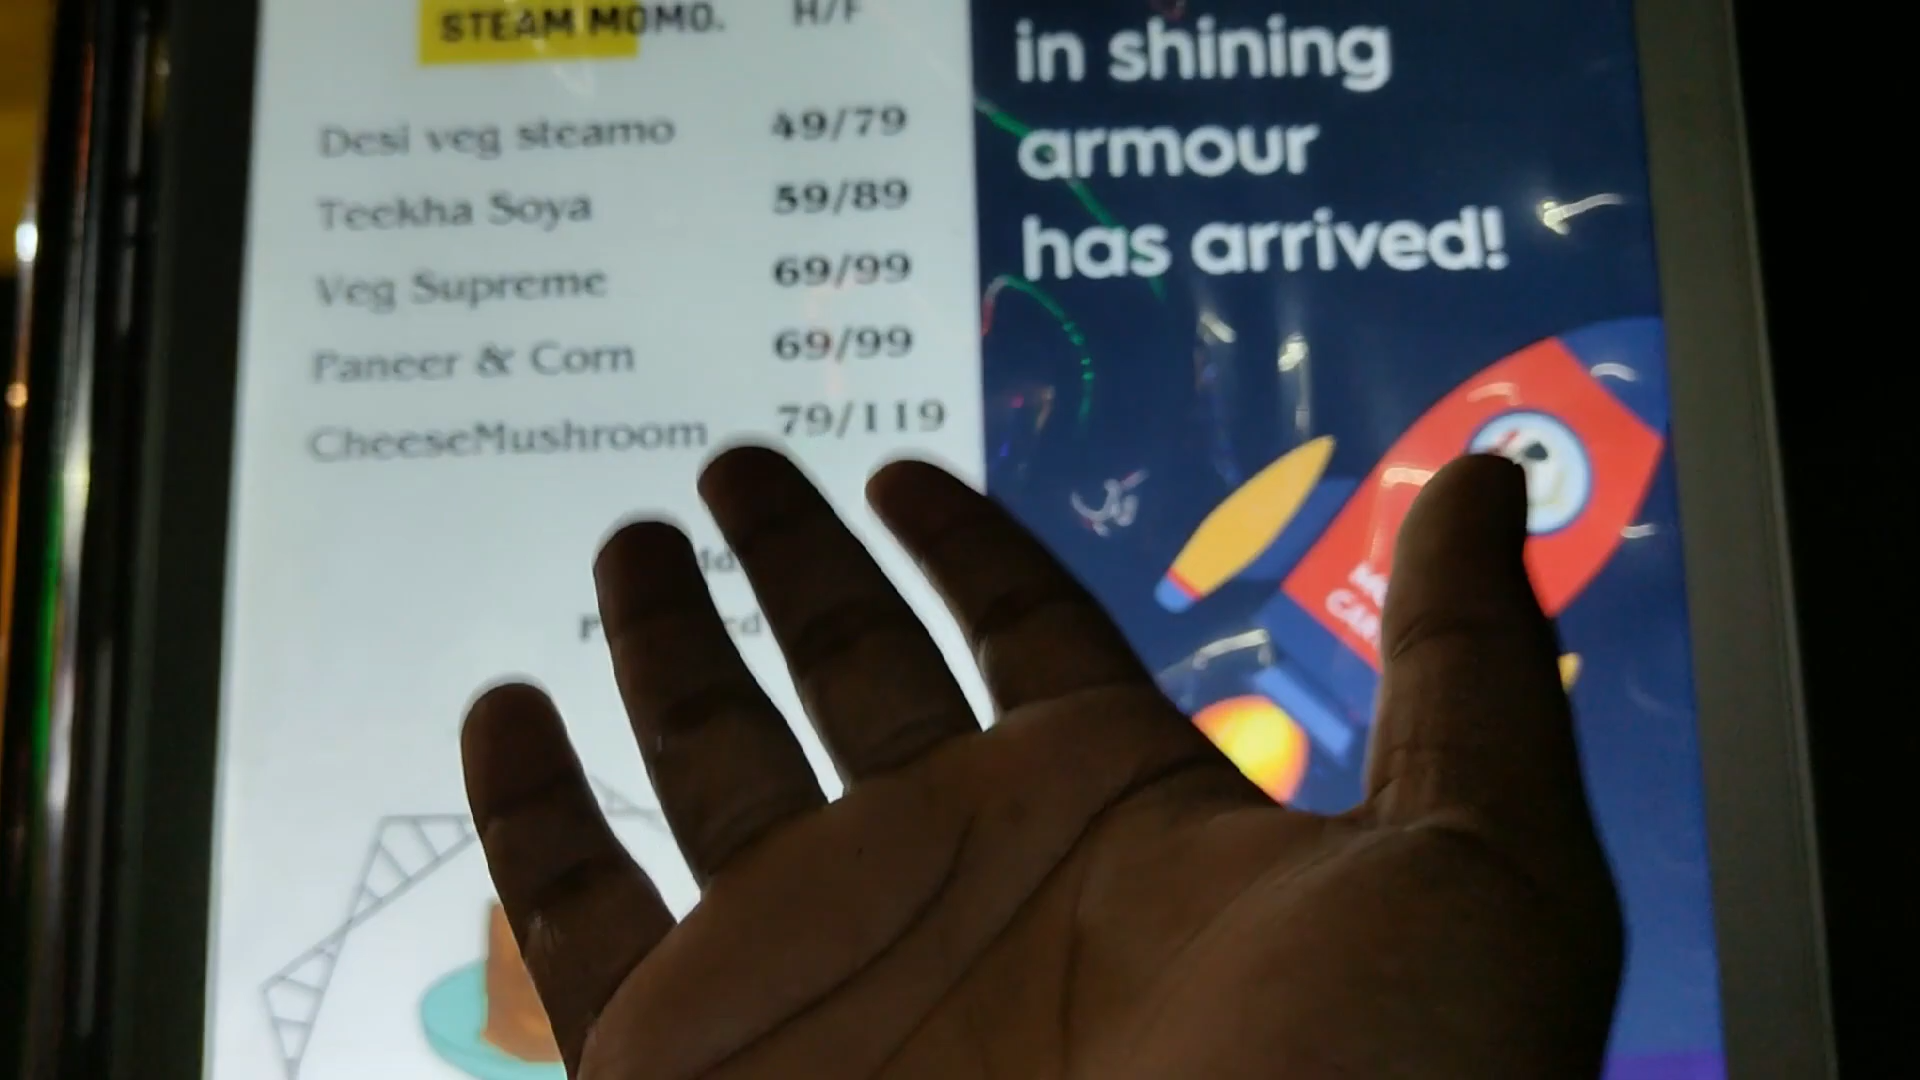 STEAM MOMO. H/F
Desi veg steamo 49/79
Teekha Soya 59/89
Veg Supreme 69/99
Paneer & Corn 69/99
CheeseMushroom 79/119
in shining
armour
has arrived!